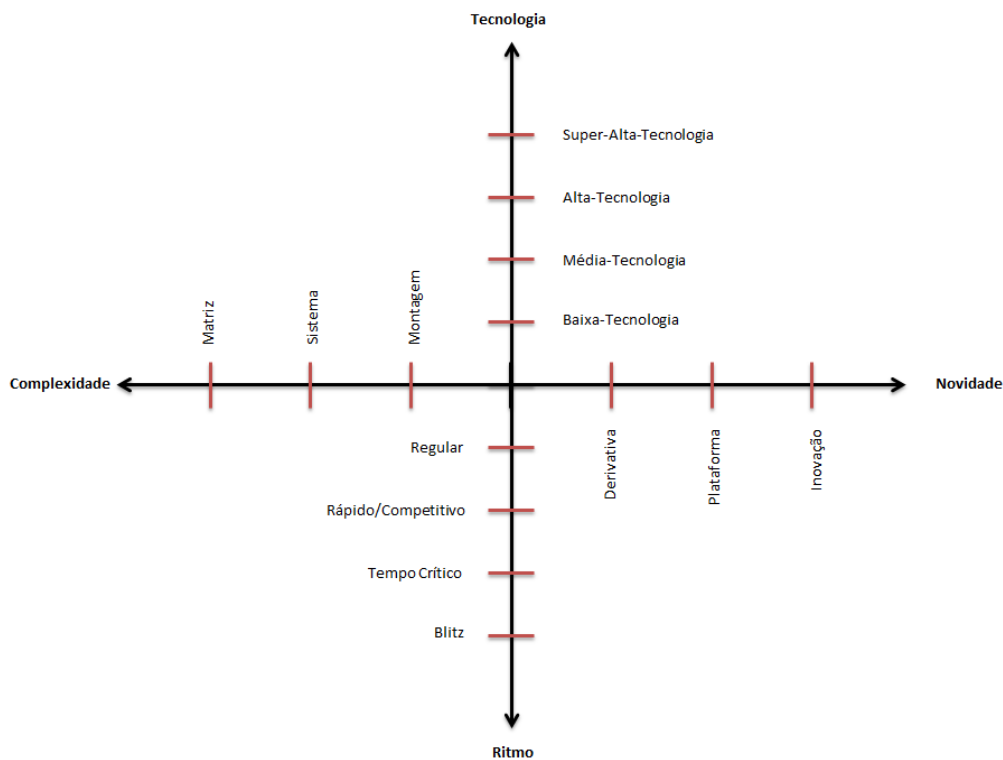 Tecnologia
Super-Alta-Tecnologia
Alta-Tecnologia
Média-Tecnologia
Baixa-Tecnologia
Matriz
Sistema
Montagem
Complexidade
Novidade
Regular
Rápido/Competitivo
Tempo Crítico
Blitz
Derivativa
Plataforma
Inovação
Ritmo